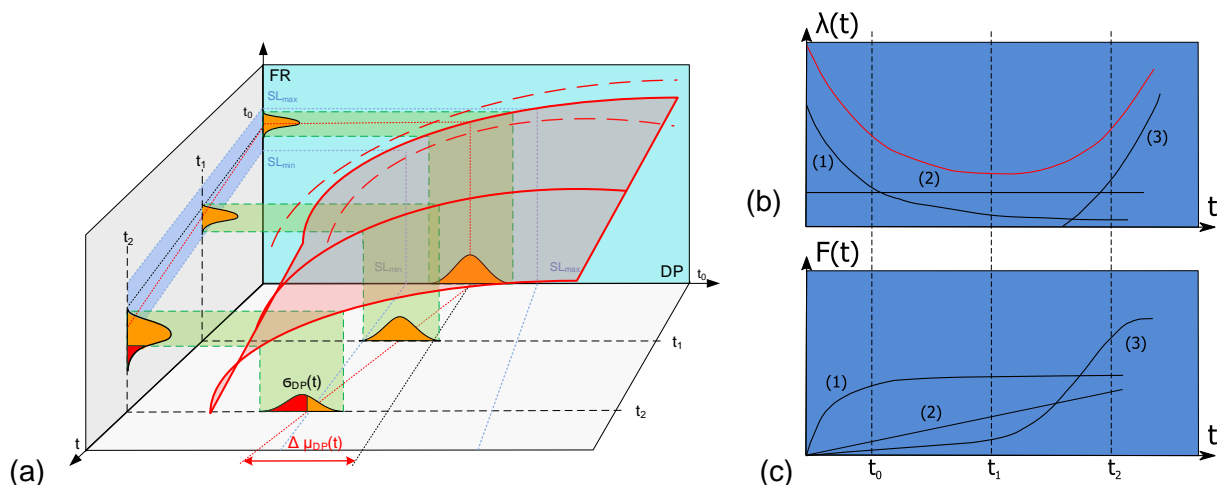 FR
SLmax
t0
SLmin
t1
t2
SLmin
SLmax
DP
t0
t1
σDP(t)
t2
t
Δ μDP(t)
(a)
λ(t)
(1)
(2)
(3)
t
(b)
F(t)
(1)
(2)
(3)
t
(c)
t0
t1
t2